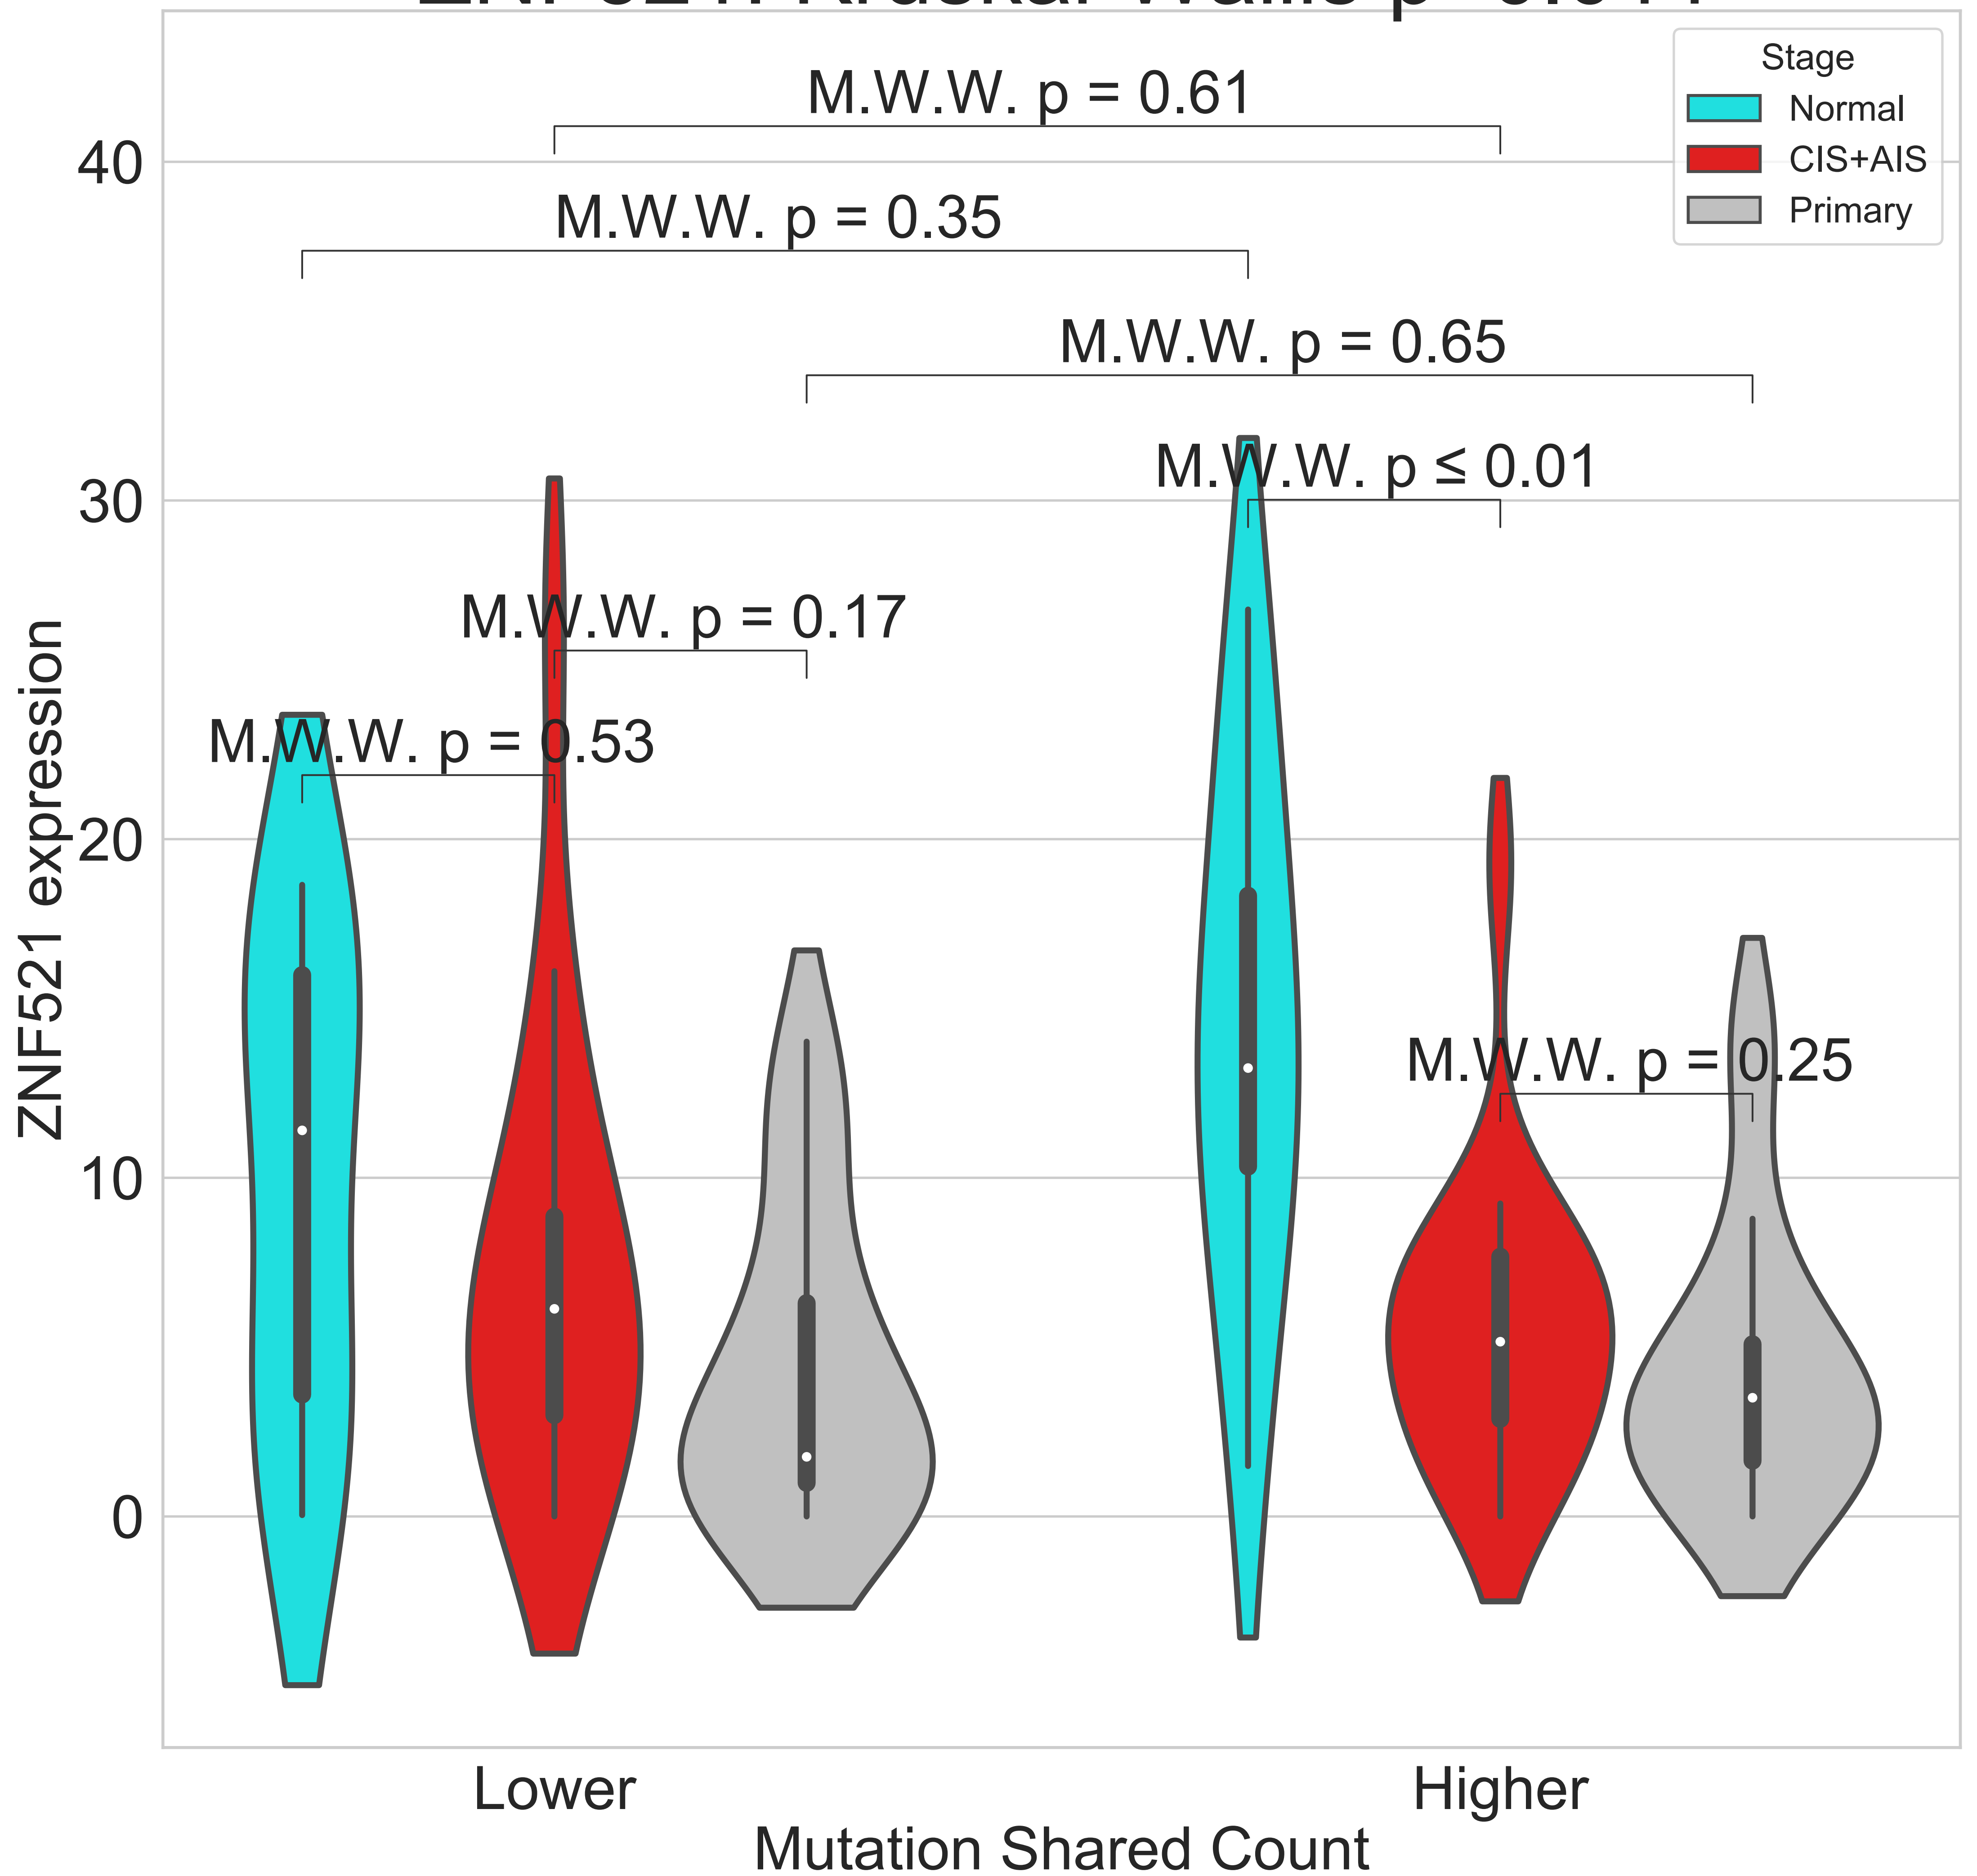 Stage
Normal
CIS+AIS
Primary
M.W.W. p = 0.61
M.W.W. p = 0.35
M.W.W. p = 0.65
M.W.W. p ≤ 0.01
M.W.W. p = 0.17
M.W.W. p = 0.53
M.W.W. p = 0.25
40
30
20
10
0
ZNF521 expression
Lower
Higher
Mutation Shared Count